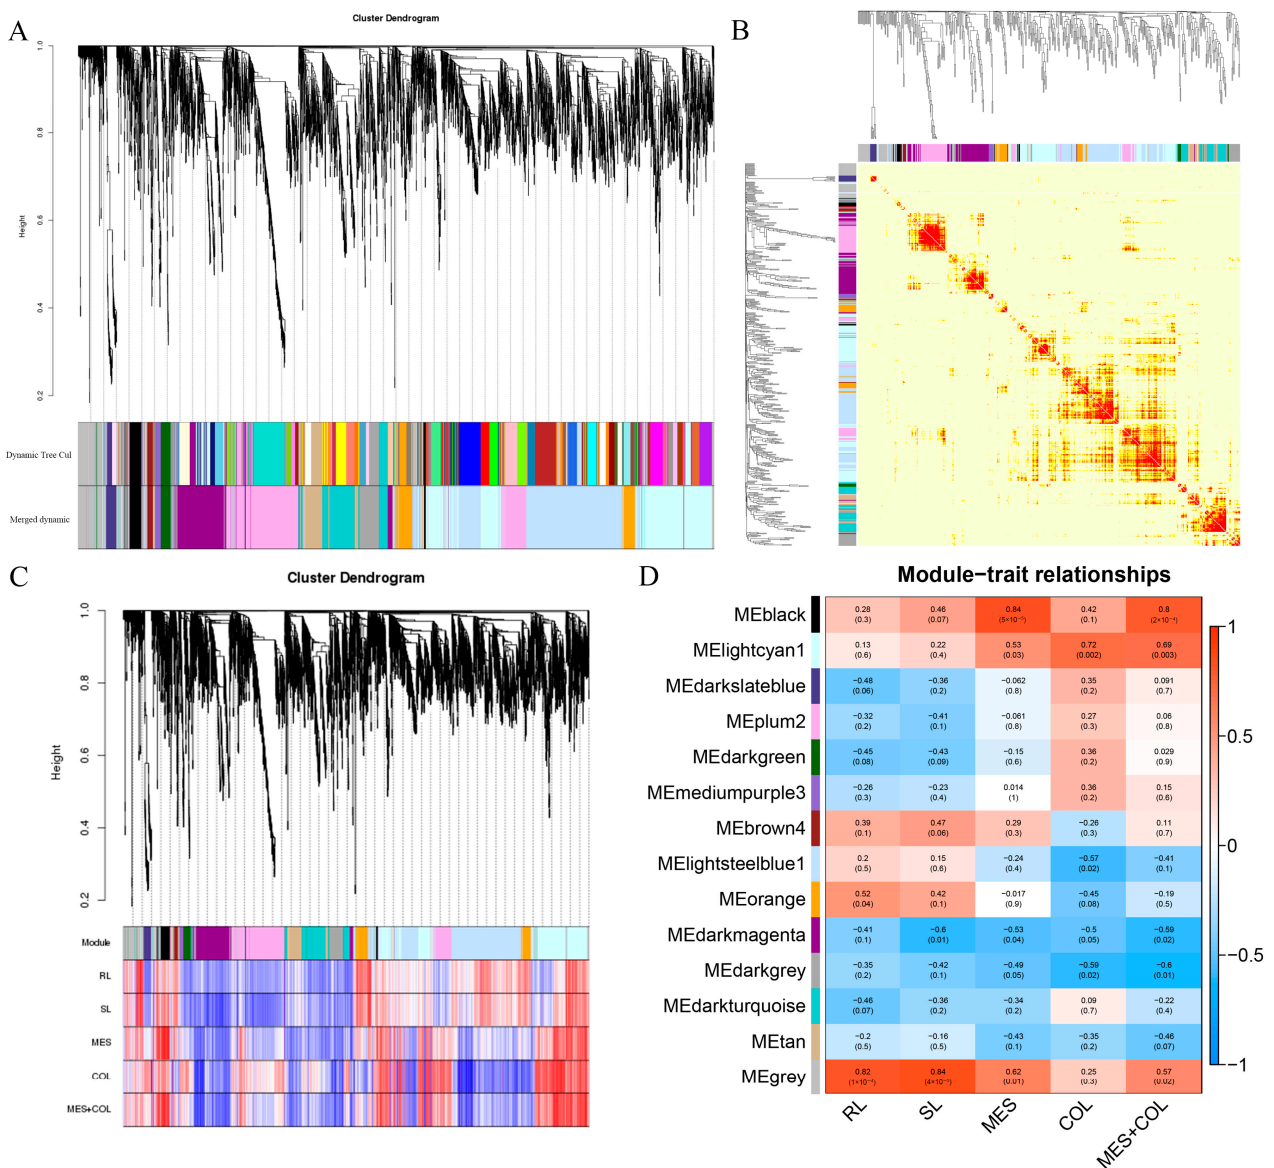 A
Cluster Dendrogram
Height
1.0
0.8
0.6
0.4
0.2
Dynamic Tree Cul
Merged dynamic
B
C
Cluster Dendrogram
Height
1.0
0.8
0.6
0.4
0.2
Module
RL
SL
MES
COL
MES+COL
D
Module−trait relationships
MEblack
0.28 0.46 0.84 0.42 0.8
(0.3) (0.07) (5×10⁻⁵) (0.1) (2×10⁻⁴)
MElightcyan1
0.13 0.22 0.53 0.72 0.69
(0.6) (0.4) (0.03) (0.002) (0.003)
MEdarkslateblue
−0.48 −0.36 −0.062 0.35 0.091
(0.06) (0.2) (0.8) (0.2) (0.7)
MEplum2
−0.32 −0.41 −0.061 0.27 0.06
(0.2) (0.1) (0.8) (0.3) (0.8)
MEdarkgreen
−0.45 −0.43 −0.15 0.36 0.029
(0.08) (0.09) (0.6) (0.2) (0.9)
MEmediumpurple3
−0.26 −0.23 0.014 0.36 0.15
(0.3) (0.4) (1) (0.2) (0.6)
MEbrown4
0.39 0.47 0.29 −0.26 0.11
(0.1) (0.06) (0.3) (0.3) (0.7)
MElightsteelblue1
0.2 0.15 −0.24 −0.57 −0.41
(0.5) (0.6) (0.4) (0.02) (0.1)
MEorange
0.52 0.42 −0.017 −0.45 −0.19
(0.04) (0.1) (0.9) (0.08) (0.5)
MEdarkmagenta
−0.41 −0.6 −0.53 −0.5 −0.59
(0.1) (0.01) (0.04) (0.05) (0.02)
MEdarkgrey
−0.35 −0.42 −0.49 −0.59 −0.6
(0.2) (0.1) (0.05) (0.02) (0.01)
MEdarkturquoise
−0.46 −0.36 −0.34 0.09 −0.22
(0.07) (0.2) (0.2) (0.7) (0.4)
MEtan
−0.2 −0.16 −0.43 −0.35 −0.46
(0.5) (0.5) (0.1) (0.2) (0.07)
MEgrey
0.82 0.84 0.62 0.25 0.57
(1×10⁻⁴) (4×10⁻⁵) (0.01) (0.3) (0.02)
RL SL MES COL MES+COL
1
0.5
0
−0.5
−1